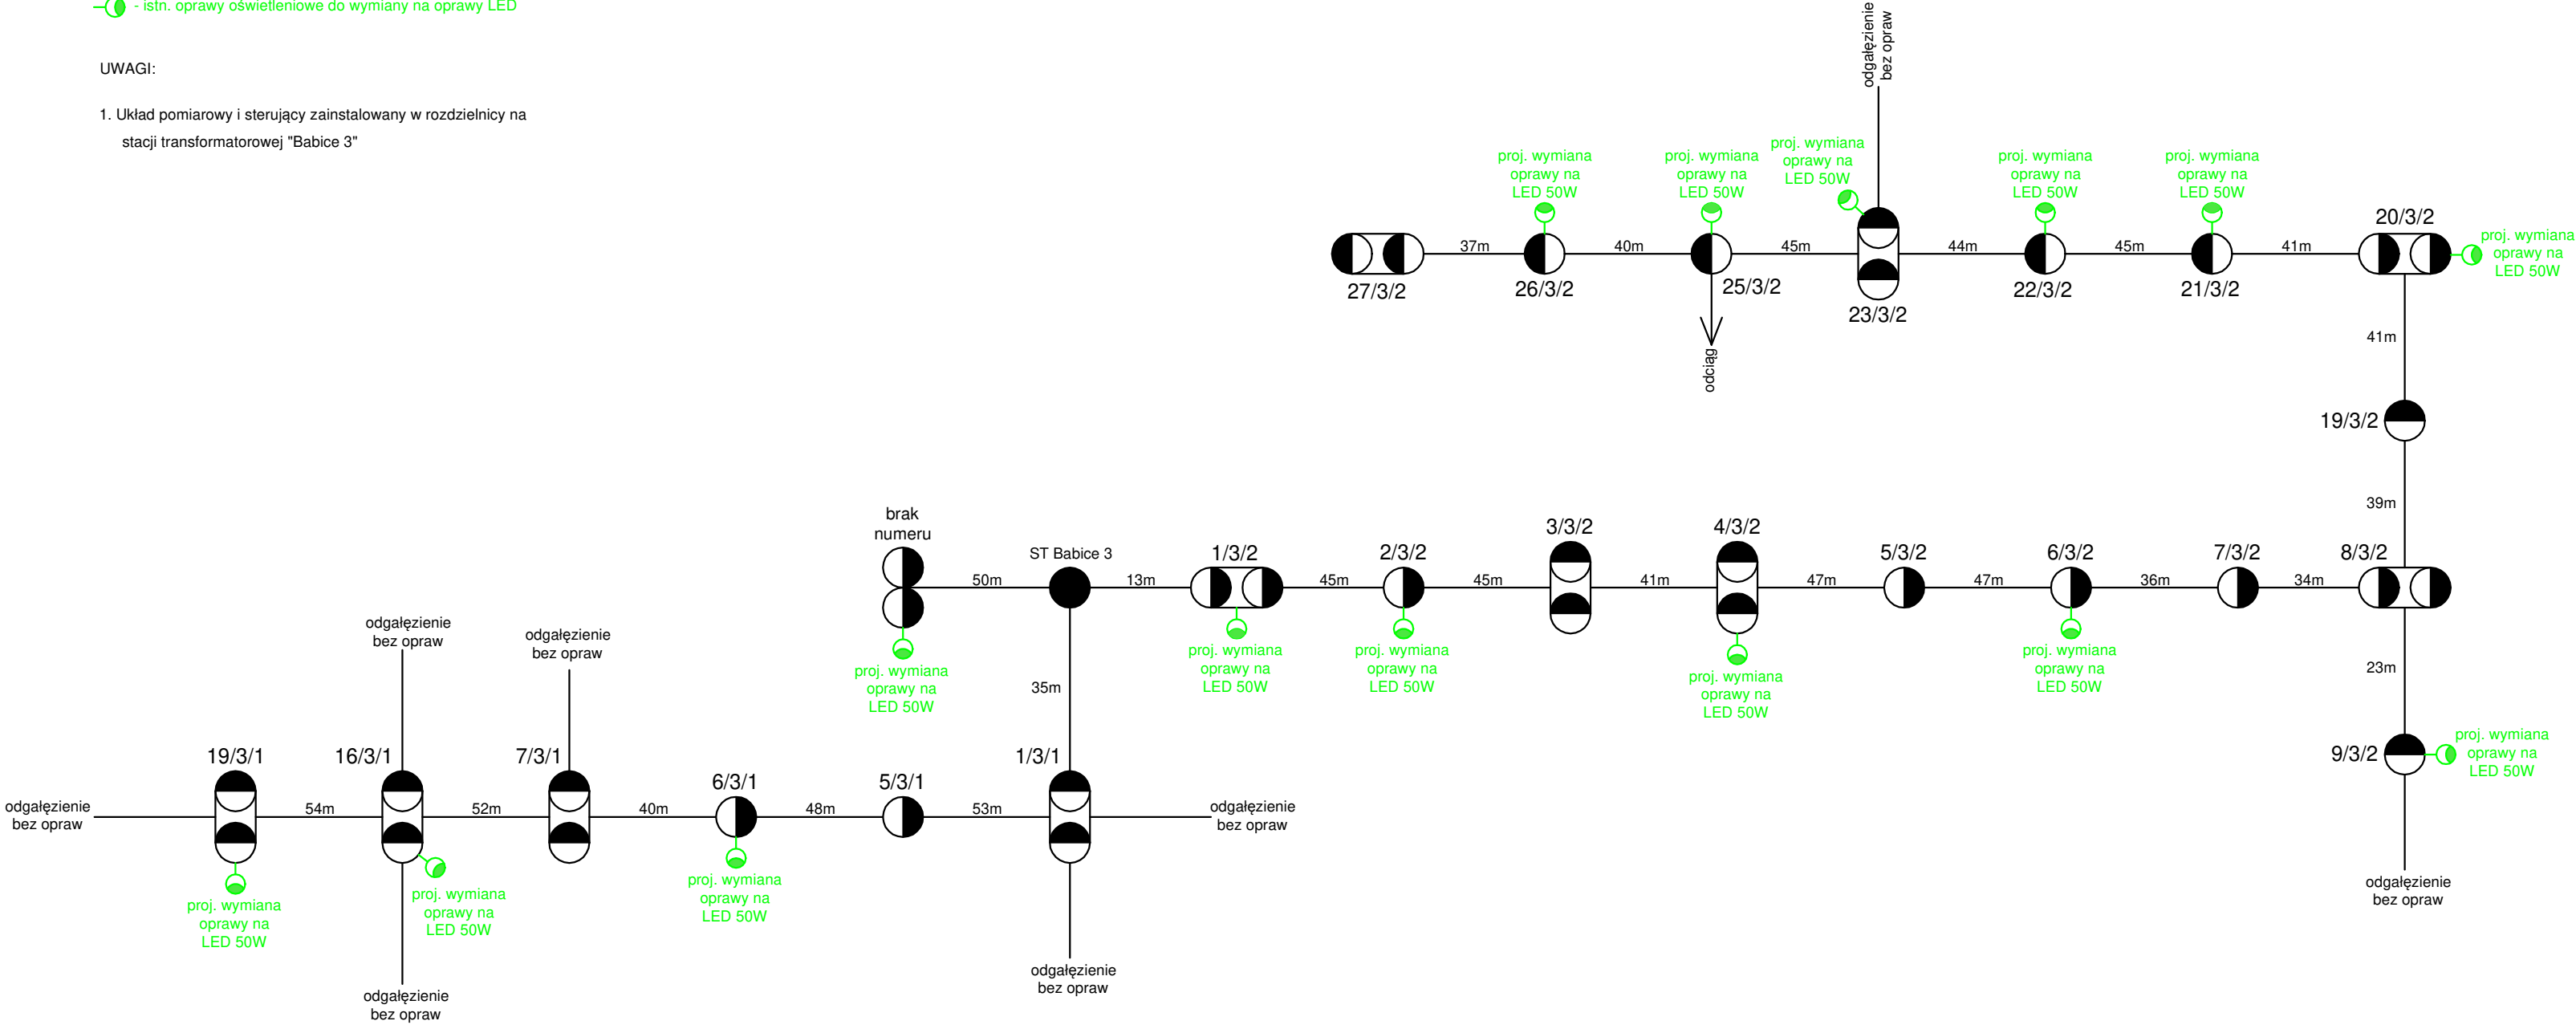 - istn. oprawy oświetleniowe do wymiany na oprawy LED
UWAGI:
1. Układ pomiarowy i sterujący zainstalowany w rozdzielnicy na
stacji transformatorowej "Babice 3"
odgałęzienie
bez opraw
proj. wymiana
oprawy na
LED 50W
proj. wymiana
oprawy na
LED 50W
proj. wymiana
oprawy na
LED 50W
proj. wymiana
oprawy na
LED 50W
proj. wymiana
oprawy na
LED 50W
20/3/2
proj. wymiana
oprawy na
LED 50W
37m
40m
45m
44m
45m
41m
27/3/2
26/3/2
25/3/2
23/3/2
22/3/2
21/3/2
odciąg
41m
19/3/2
39m
brak
numeru
ST Babice 3
1/3/2
2/3/2
3/3/2
4/3/2
5/3/2
6/3/2
7/3/2
8/3/2
50m
13m
45m
45m
41m
47m
47m
36m
34m
proj. wymiana
oprawy na
LED 50W
proj. wymiana
oprawy na
LED 50W
proj. wymiana
oprawy na
LED 50W
proj. wymiana
oprawy na
LED 50W
proj. wymiana
oprawy na
LED 50W
23m
35m
9/3/2
proj. wymiana
oprawy na
LED 50W
odgałęzienie
bez opraw
odgałęzienie
bez opraw
odgałęzienie
bez opraw
19/3/1
16/3/1
7/3/1
6/3/1
5/3/1
1/3/1
odgałęzienie
bez opraw
54m
52m
40m
48m
53m
odgałęzienie
bez opraw
proj. wymiana
oprawy na
LED 50W
proj. wymiana
oprawy na
LED 50W
proj. wymiana
oprawy na
LED 50W
odgałęzienie
bez opraw
odgałęzienie
bez opraw